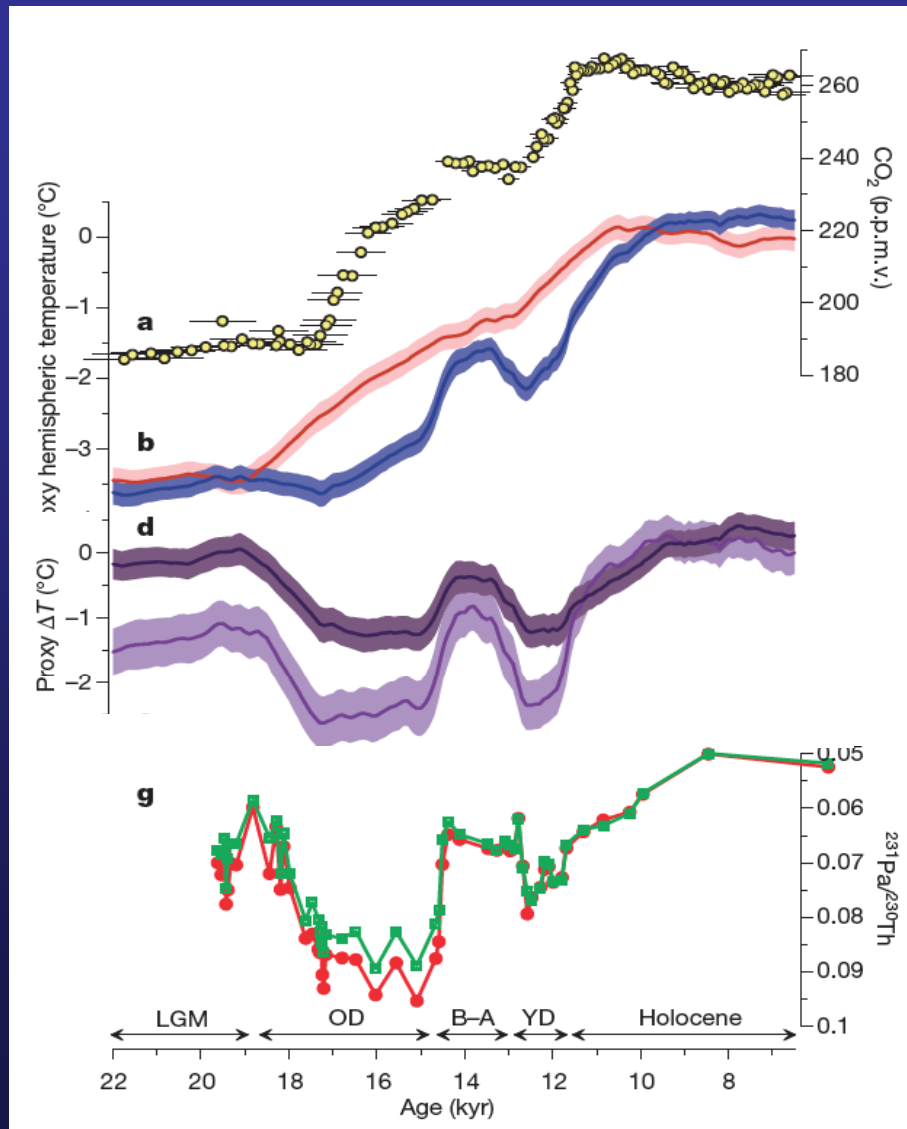 260
240
220
200
180
CO₂ (p.p.m.v.)
a
0
−1
−2
−3
oxy hemispheric temperature (°C)
b
d
0
−1
−2
Proxy ΔT (°C)
g
0.05
0.06
0.07
0.08
0.09
0.1
²³¹Pa/²³⁰Th
LGM OD B–A YD Holocene
22 20 18 16 14 12 10 8
Age (kyr)